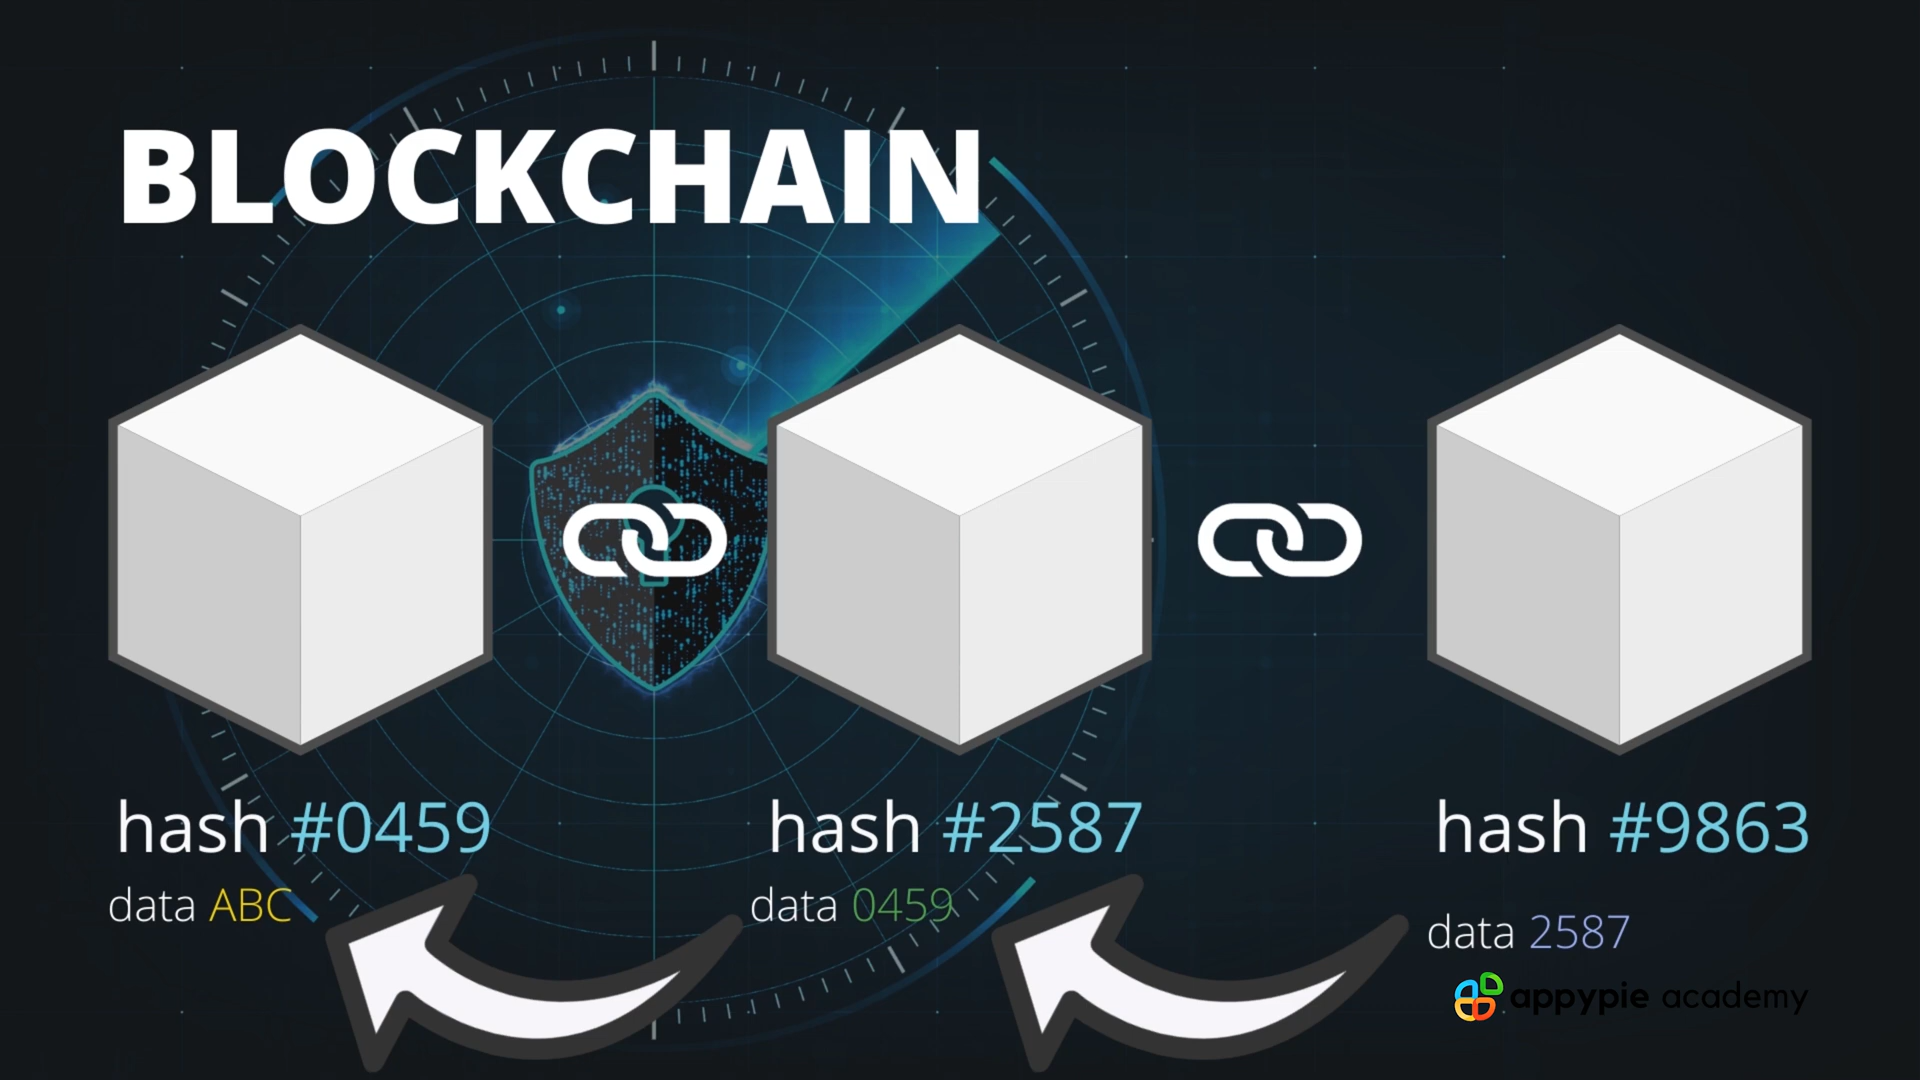 BLOCKCHAIN
hash #0459
data ABC
hash #2587
data 0459
hash #9863
data 2587
appypie academy